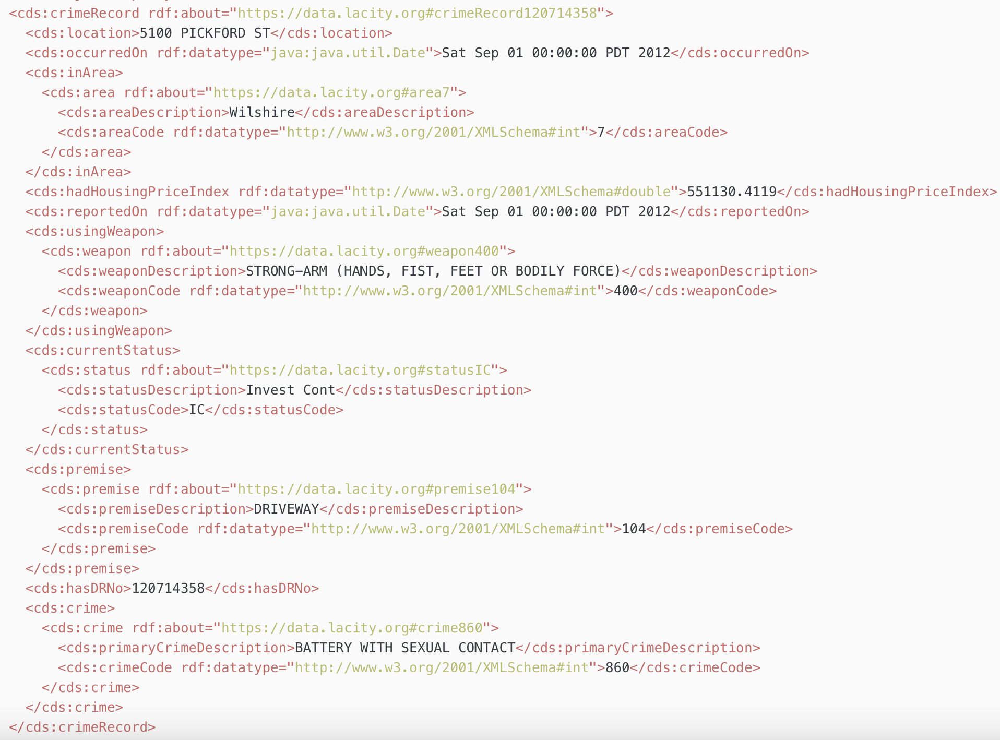 <cds:crimeRecord rdf:about="https://data.lacity.org#crimeRecord120714358">
  <cds:location>5100 PICKFORD ST</cds:location>
  <cds:occurredOn rdf:datatype="java:java.util.Date">Sat Sep 01 00:00:00 PDT 2012</cds:occurredOn>
  <cds:inArea>
    <cds:area rdf:about="https://data.lacity.org#area7">
      <cds:areaDescription>Wilshire</cds:areaDescription>
      <cds:areaCode rdf:datatype="http://www.w3.org/2001/XMLSchema#int">7</cds:areaCode>
    </cds:area>
  </cds:inArea>
  <cds:hadHousingPriceIndex rdf:datatype="http://www.w3.org/2001/XMLSchema#double">551130.4119</cds:hadHousingPriceIndex>
  <cds:reportedOn rdf:datatype="java:java.util.Date">Sat Sep 01 00:00:00 PDT 2012</cds:reportedOn>
  <cds:usingWeapon>
    <cds:weapon rdf:about="https://data.lacity.org#weapon400">
      <cds:weaponDescription>STRONG-ARM (HANDS, FIST, FEET OR BODILY FORCE)</cds:weaponDescription>
      <cds:weaponCode rdf:datatype="http://www.w3.org/2001/XMLSchema#int">400</cds:weaponCode>
    </cds:weapon>
  </cds:usingWeapon>
  <cds:currentStatus>
    <cds:status rdf:about="https://data.lacity.org#statusIC">
      <cds:statusDescription>Invest Cont</cds:statusDescription>
      <cds:statusCode>IC</cds:statusCode>
    </cds:status>
  </cds:currentStatus>
  <cds:premise>
    <cds:premise rdf:about="https://data.lacity.org#premise104">
      <cds:premiseDescription>DRIVEWAY</cds:premiseDescription>
      <cds:premiseCode rdf:datatype="http://www.w3.org/2001/XMLSchema#int">104</cds:premiseCode>
    </cds:premise>
  </cds:premise>
  <cds:hasDRNo>120714358</cds:hasDRNo>
  <cds:crime>
    <cds:crime rdf:about="https://data.lacity.org#crime860">
      <cds:primaryCrimeDescription>BATTERY WITH SEXUAL CONTACT</cds:primaryCrimeDescription>
      <cds:crimeCode rdf:datatype="http://www.w3.org/2001/XMLSchema#int">860</cds:crimeCode>
    </cds:crime>
  </cds:crime>
</cds:crimeRecord>